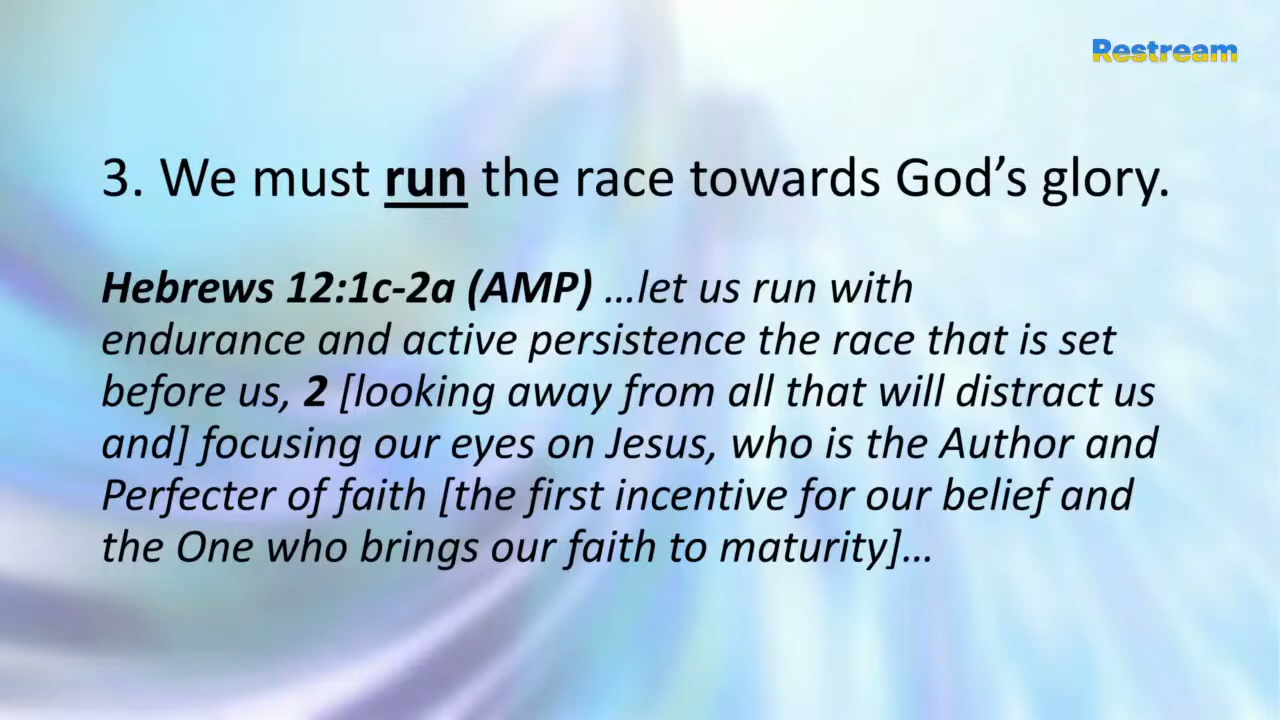 Restream
3. We must run the race towards God’s glory.
Hebrews 12:1c-2a (AMP) …let us run with
endurance and active persistence the race that is set
before us, 2 [looking away from all that will distract us
and] focusing our eyes on Jesus, who is the Author and
Perfecter of faith [the first incentive for our belief and
the One who brings our faith to maturity]…